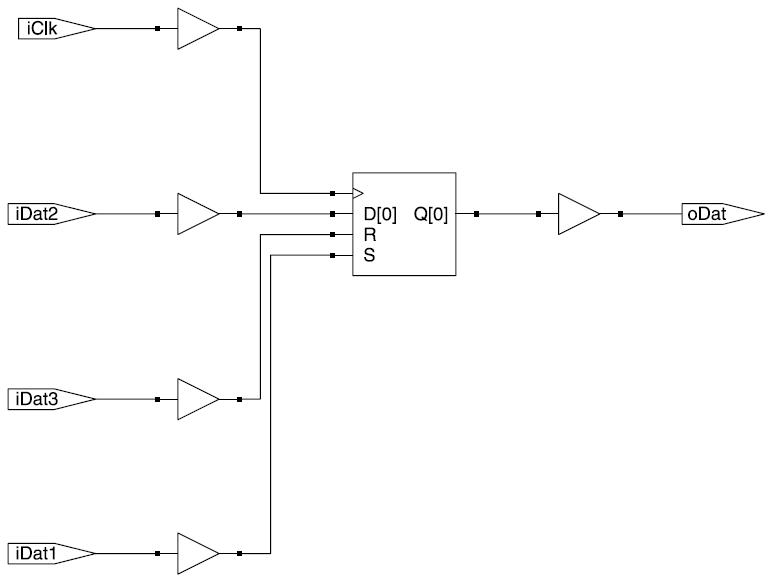 iClk
iDat2
D[0] Q[0]
oDat
R
S
iDat3
iDat1